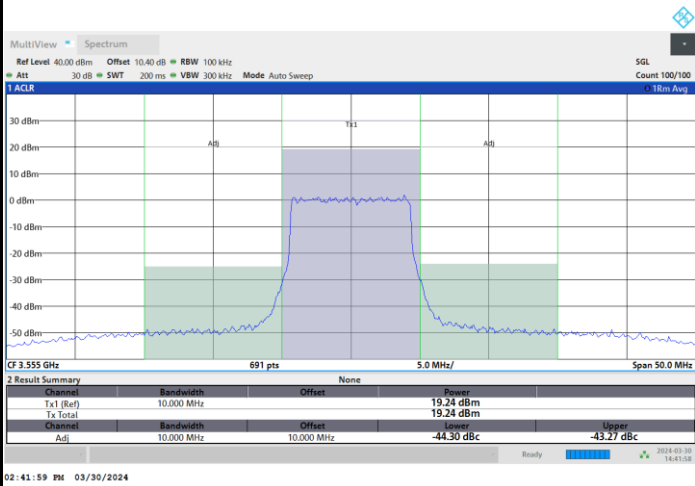 MultiView Spectrum
Ref Level 40.00 dBm Offset 10.40 dB RBW 100 kHz SGL
Att 30 dB SWT 200 ms VBW 300 kHz Mode Auto Sweep Count 100/100
1 ACLR 1Rm Avg
30 dBm
Tx1
20 dBm
Adj Adj
10 dBm
0 dBm
-10 dBm
-20 dBm
-30 dBm
-40 dBm
-50 dBm
CF 3.555 GHz 691 pts 5.0 MHz/ Span 50.0 MHz
2 Result Summary None
Channel Bandwidth Offset Power
Tx1 (Ref) 10.000 MHz 19.24 dBm
Tx Total 19.24 dBm
Channel Bandwidth Offset Lower Upper
Adj 10.000 MHz 10.000 MHz -44.30 dBc -43.27 dBc
Ready 2024-03-30
14:41:58
02:41:59 PM 03/30/2024